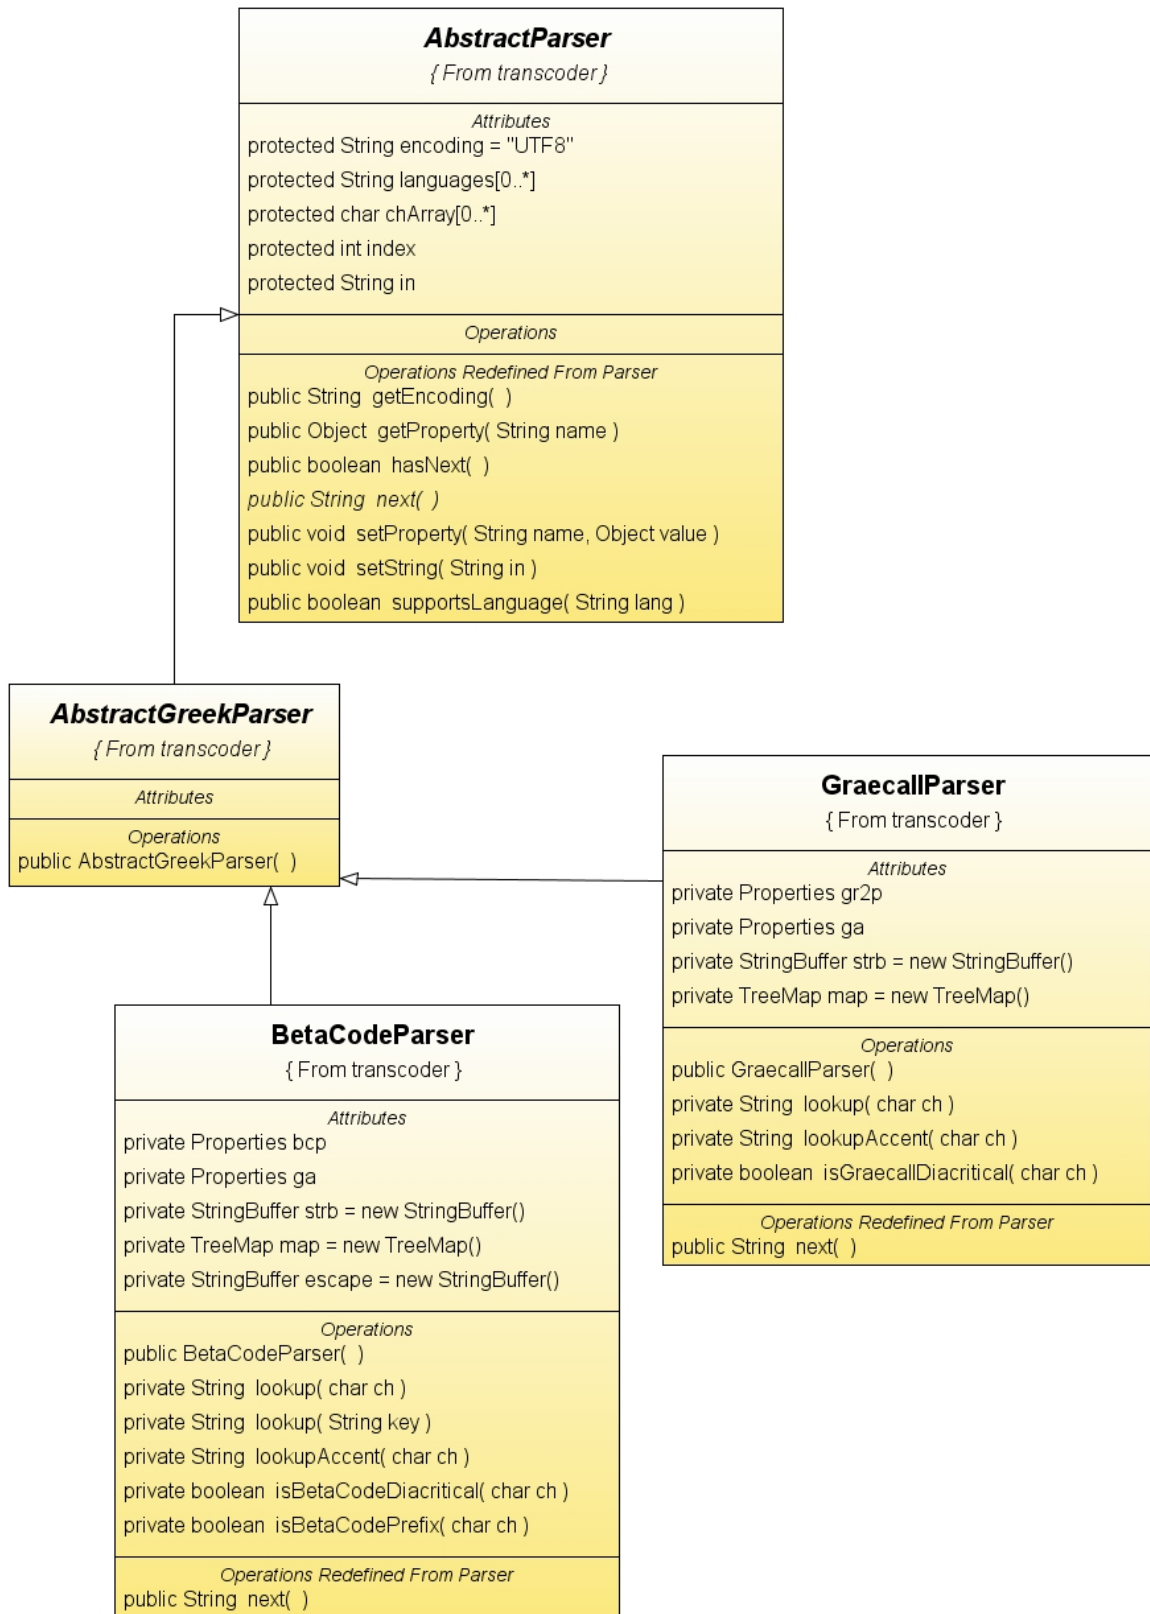 AbstractParser
{ From transcoder }
Attributes
protected String encoding = "UTF8"
protected String languages[0..*]
protected char chArray[0..*]
protected int index
protected String in
Operations
Operations Redefined From Parser
public String getEncoding( )
public Object getProperty( String name )
public boolean hasNext( )
public String next( )
public void setProperty( String name, Object value )
public void setString( String in )
public boolean supportsLanguage( String lang )
AbstractGreekParser
{ From transcoder }
Attributes
Operations
public AbstractGreekParser( )
GraecaIIParser
{ From transcoder }
Attributes
private Properties gr2p
private Properties ga
private StringBuffer strb = new StringBuffer()
private TreeMap map = new TreeMap()
Operations
public GraecaIIParser( )
private String lookup( char ch )
private String lookupAccent( char ch )
private boolean isGraecaIIDiacritical( char ch )
Operations Redefined From Parser
public String next( )
BetaCodeParser
{ From transcoder }
Attributes
private Properties bcp
private Properties ga
private StringBuffer strb = new StringBuffer()
private TreeMap map = new TreeMap()
private StringBuffer escape = new StringBuffer()
Operations
public BetaCodeParser( )
private String lookup( char ch )
private String lookup( String key )
private String lookupAccent( char ch )
private boolean isBetaCodeDiacritical( char ch )
private boolean isBetaCodePrefix( char ch )
Operations Redefined From Parser
public String next( )